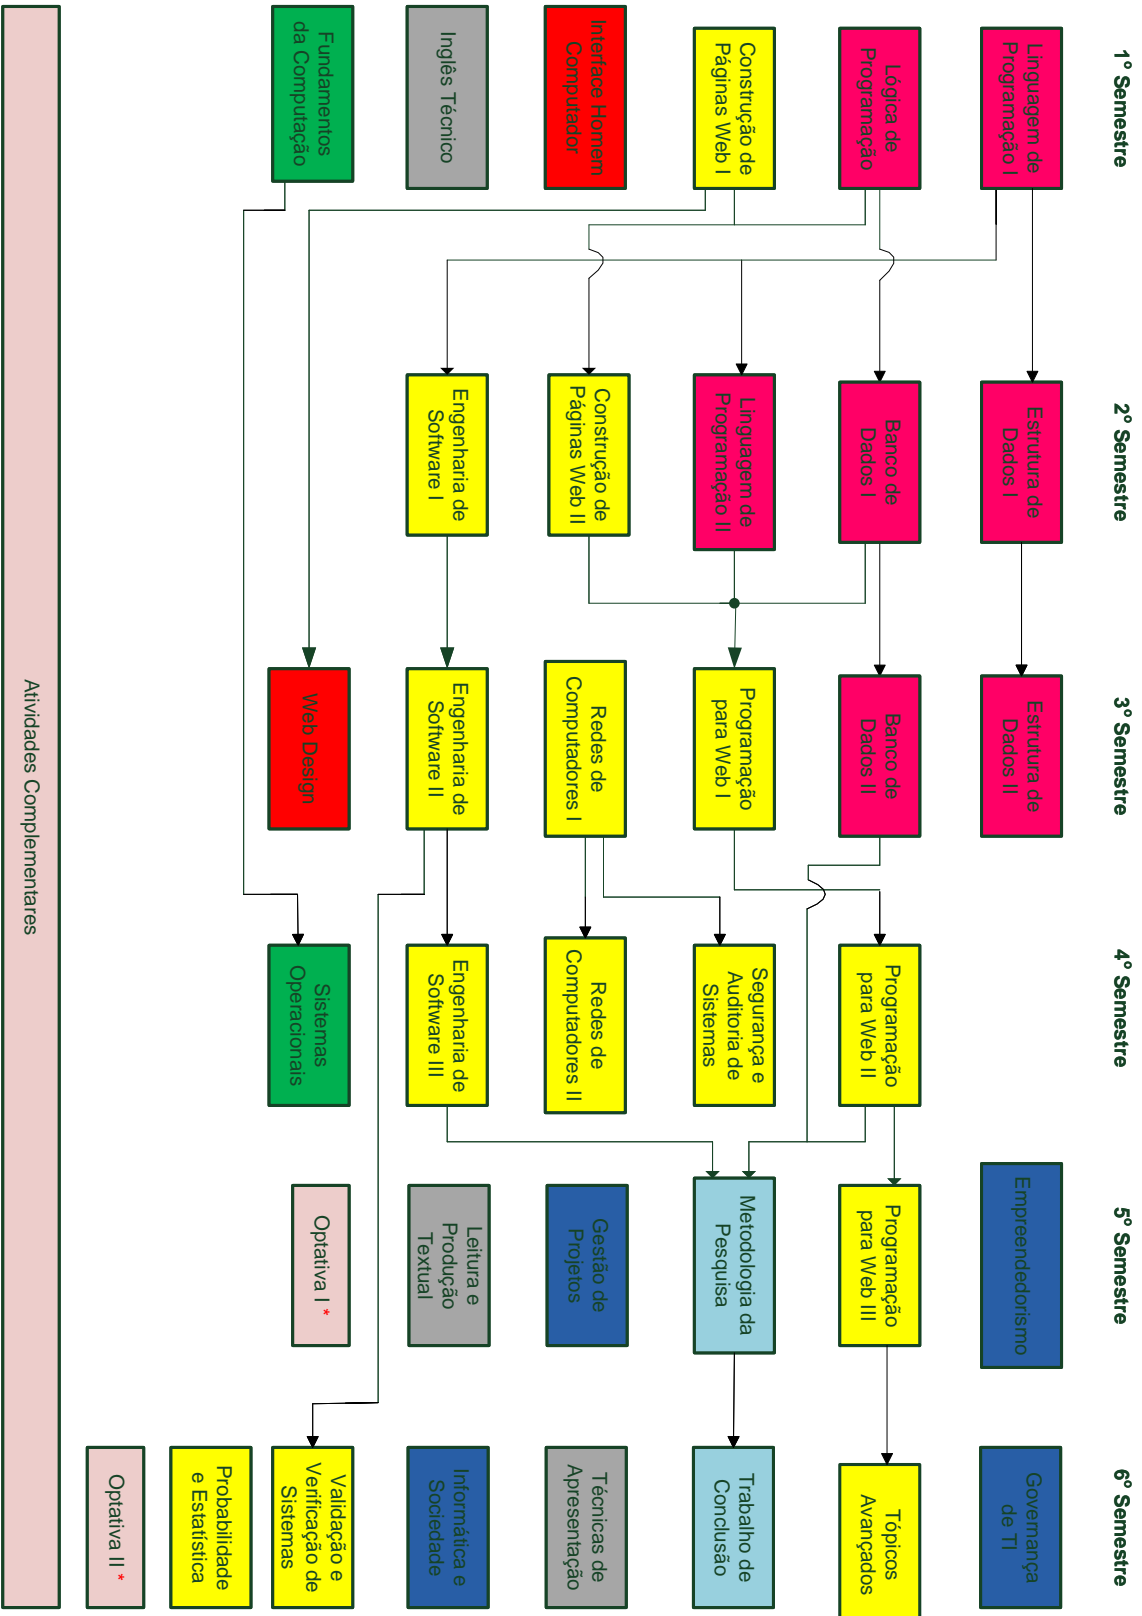 1º Semestre
2º Semestre
3º Semestre
4º Semestre
5º Semestre
6º Semestre
Linguagem de
Programação I
Lógica de
Programação
Construção de
Páginas Web I
Interface Homem
Computador
Inglês Técnico
Fundamentos
da Computação
Estrutura de
Dados I
Banco de
Dados I
Linguagem de
Programação II
Construção de
Páginas Web II
Engenharia de
Software I
Estrutura de
Dados II
Banco de
Dados II
Programação
para Web I
Redes de
Computadores I
Engenharia de
Software II
Web Design
Programação
para Web II
Segurança e
Auditoria de
Sistemas
Redes de
Computadores II
Engenharia de
Software III
Sistemas
Operacionais
Empreendedorismo
Programação
para Web III
Metodologia da
Pesquisa
Gestão de
Projetos
Leitura e
Produção
Textual
Optativa I *
Governança
de TI
Tópicos
Avançados
Trabalho de
Conclusão
Técnicas de
Apresentação
Informática e
Sociedade
Validação e
Verificação de
Sistemas
Probabilidade
e Estatística
Optativa II *
Atividades Complementares